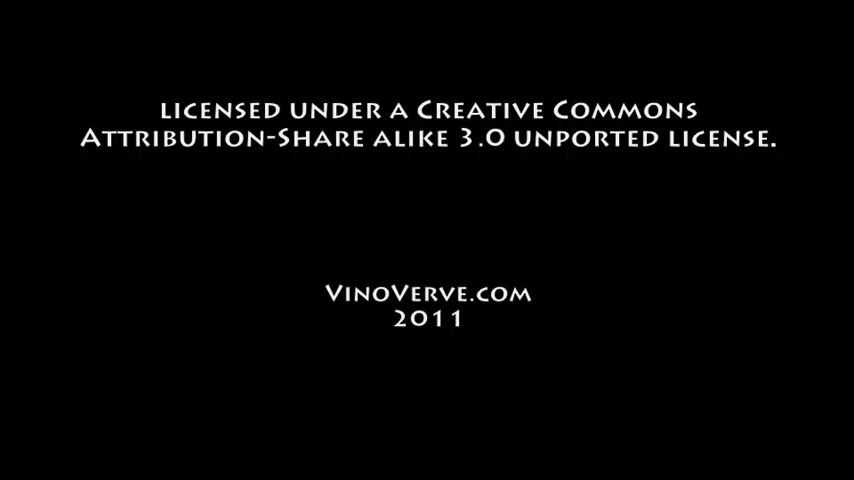 licensed under a Creative Commons
Attribution-Share alike 3.0 unported license.
VinoVerve.com
2011